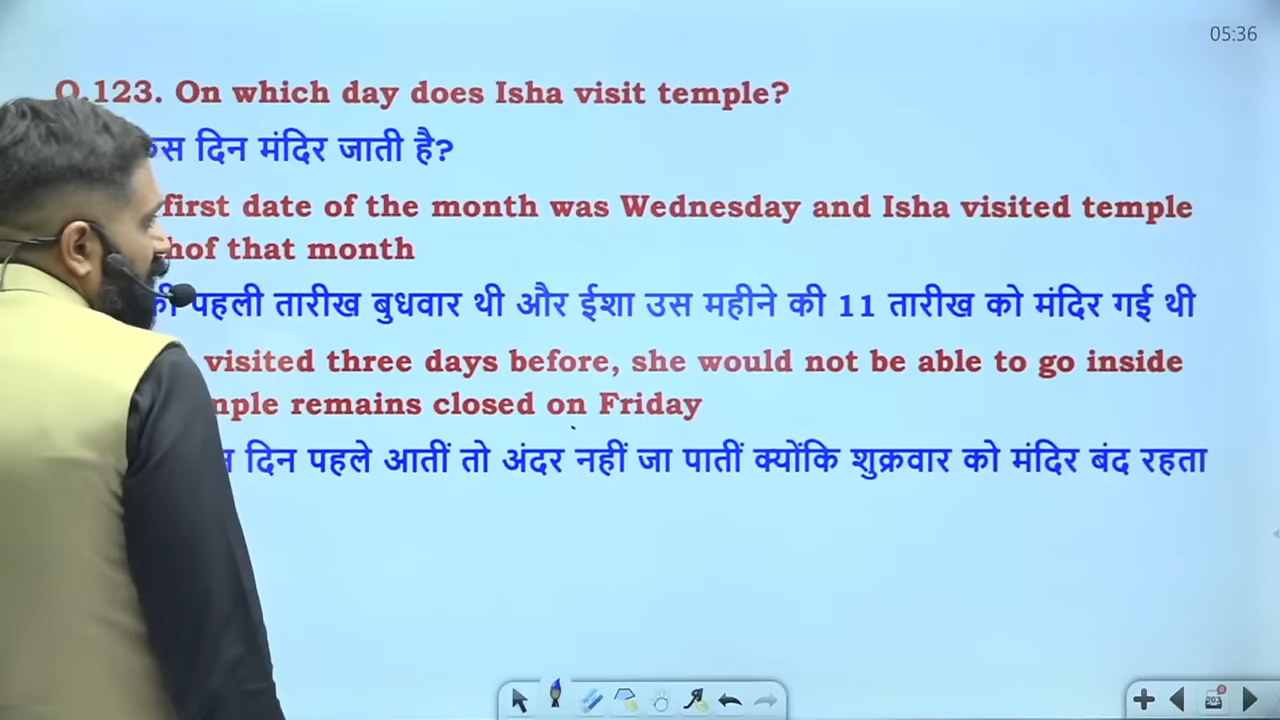 05:36
Q.123. On which day does Isha visit temple?
दिन मंदिर जाती है?
first date of the month was Wednesday and Isha visited temple
of that month
पहली तारीख बुधवार थी और ईशा उस महीने की 11 तारीख को मंदिर गई थी
visited three days before, she would not be able to go inside
remains closed on Friday
दिन पहले आतीं तो अंदर नहीं जा पातीं क्योंकि शुक्रवार को मंदिर बंद रहता